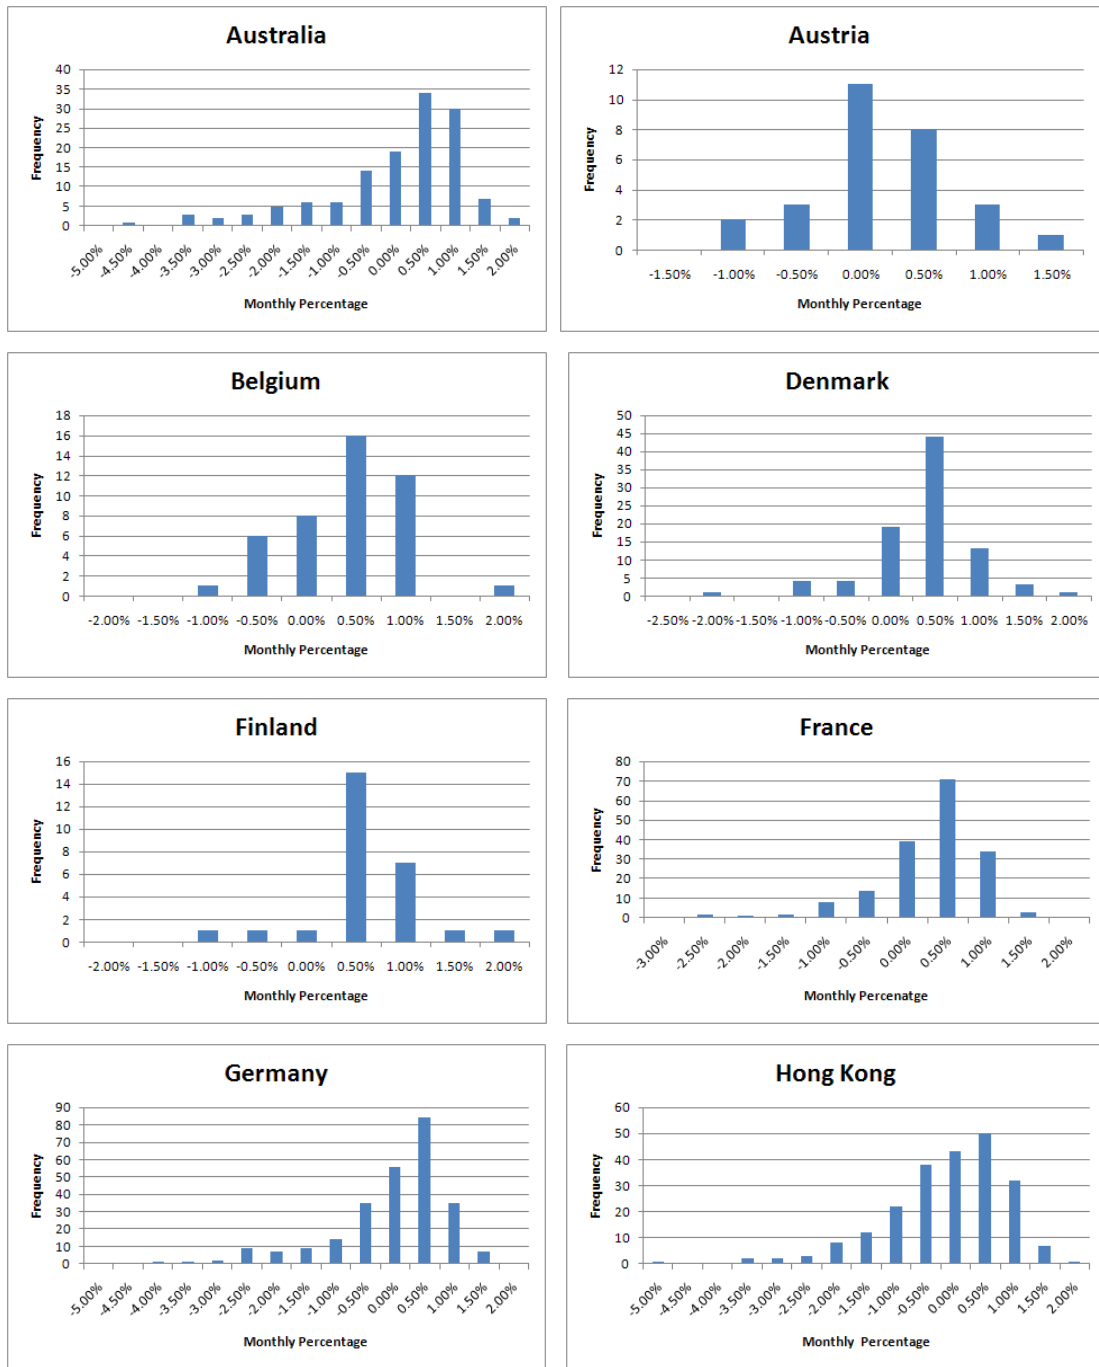 Australia
40
35
30
25
20
15
10
5
0
Frequency
-5.00% -4.50% -4.00% -3.50% -3.00% -2.50% -2.00% -1.50% -1.00% -0.50% 0.00% 0.50% 1.00% 1.50% 2.00%
Monthly Percentage
Austria
12
10
8
6
4
2
0
Frequency
-1.50% -1.00% -0.50% 0.00% 0.50% 1.00% 1.50%
Monthly Percentage
Belgium
18
16
14
12
10
8
6
4
2
0
Frequency
-2.00% -1.50% -1.00% -0.50% 0.00% 0.50% 1.00% 1.50% 2.00%
Monthly Percentage
Denmark
50
45
40
35
30
25
20
15
10
5
0
Frequency
-2.50% -2.00% -1.50% -1.00% -0.50% 0.00% 0.50% 1.00% 1.50% 2.00%
Monthly Percentage
Finland
16
14
12
10
8
6
4
2
0
Frequency
-2.00% -1.50% -1.00% -0.50% 0.00% 0.50% 1.00% 1.50% 2.00%
Monthly Percentage
France
80
70
60
50
40
30
20
10
0
Frequency
-3.00% -2.50% -2.00% -1.50% -1.00% -0.50% 0.00% 0.50% 1.00% 1.50% 2.00%
Monthly Percenatge
Germany
90
80
70
60
50
40
30
20
10
0
Frequency
-5.00% -4.50% -4.00% -3.50% -3.00% -2.50% -2.00% -1.50% -1.00% -0.50% 0.00% 0.50% 1.00% 1.50% 2.00%
Monthly Percentage
Hong Kong
60
50
40
30
20
10
0
Frequency
-5.00% -4.50% -4.00% -3.50% -3.00% -2.50% -2.00% -1.50% -1.00% -0.50% 0.00% 0.50% 1.00% 1.50% 2.00%
Monthly Percentage